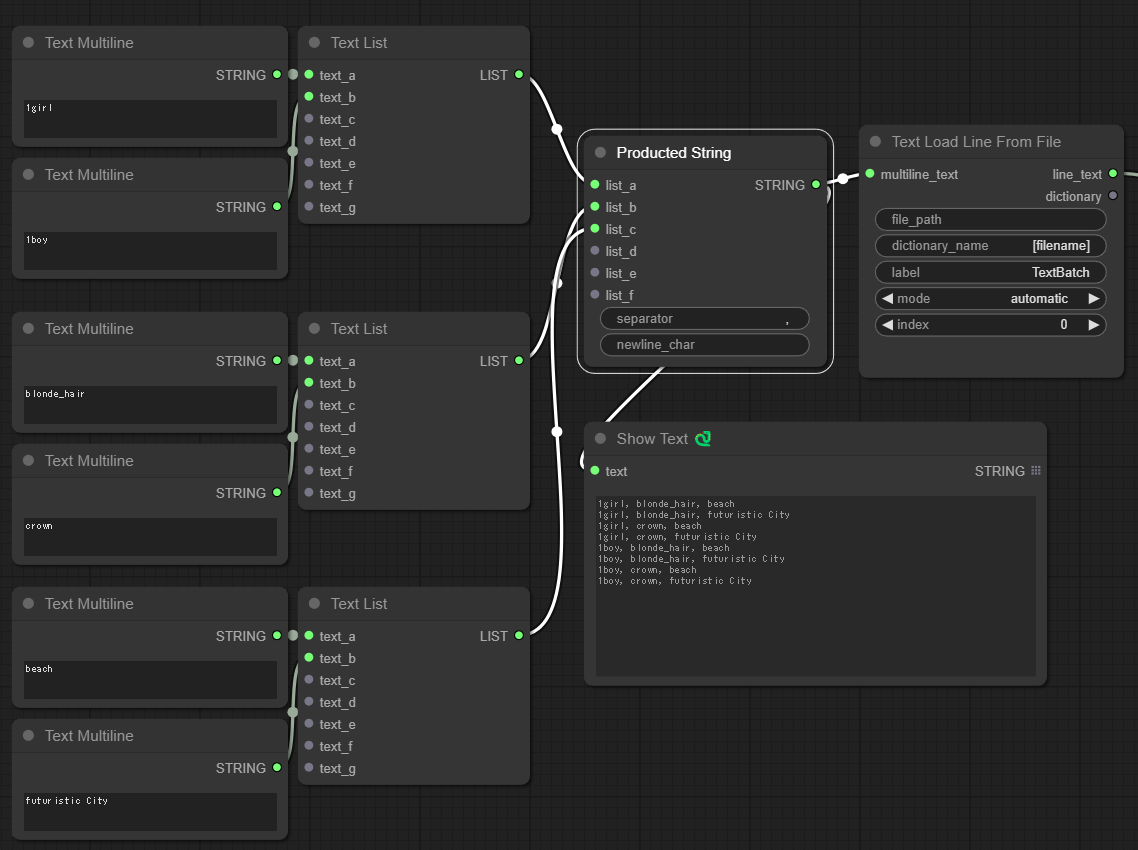 Text Multiline
STRING
1girl
Text Multiline
STRING
1boy
Text List
text_a LIST
text_b
text_c
text_d
text_e
text_f
text_g
Text Multiline
STRING
blonde_hair
Text Multiline
STRING
crown
Text List
text_a LIST
text_b
text_c
text_d
text_e
text_f
text_g
Text Multiline
STRING
beach
Text Multiline
STRING
futuristic City
Text List
text_a LIST
text_b
text_c
text_d
text_e
text_f
text_g
Producted String
list_a STRING
list_b
list_c
list_d
list_e
list_f
separator ,
newline_char
Text Load Line From File
multiline_text line_text
dictionary
file_path
dictionary_name [filename]
label TextBatch
mode automatic
index 0
Show Text
text STRING
1girl, blonde_hair, beach
1girl, blonde_hair, futuristic City
1girl, crown, beach
1girl, crown, futuristic City
1boy, blonde_hair, beach
1boy, blonde_hair, futuristic City
1boy, crown, beach
1boy, crown, futuristic City